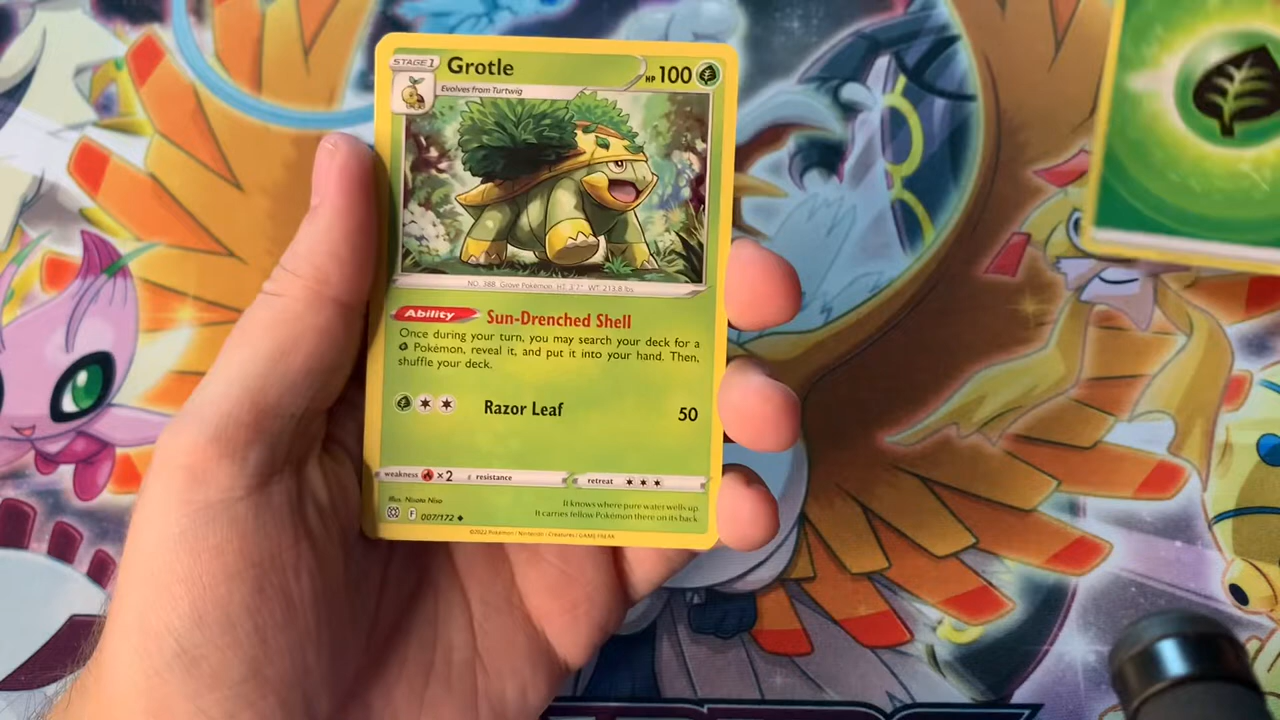 STAGE 1
Grotle
HP 100
Evolves from Turtwig
NO. 388 Grove Pokémon HT: 3'7" WT: 213.8 lbs
Ability Sun-Drenched Shell
Once during your turn, you may search your deck for a
Pokémon, reveal it, and put it into your hand. Then,
shuffle your deck.
Razor Leaf 50
weakness ×2 resistance retreat
Illus. Nisota Niso
It knows where pure water wells up.
F 007/172
It carries fellow Pokémon there on its back
©2022 Pokémon / Nintendo / Creatures / GAME FREAK